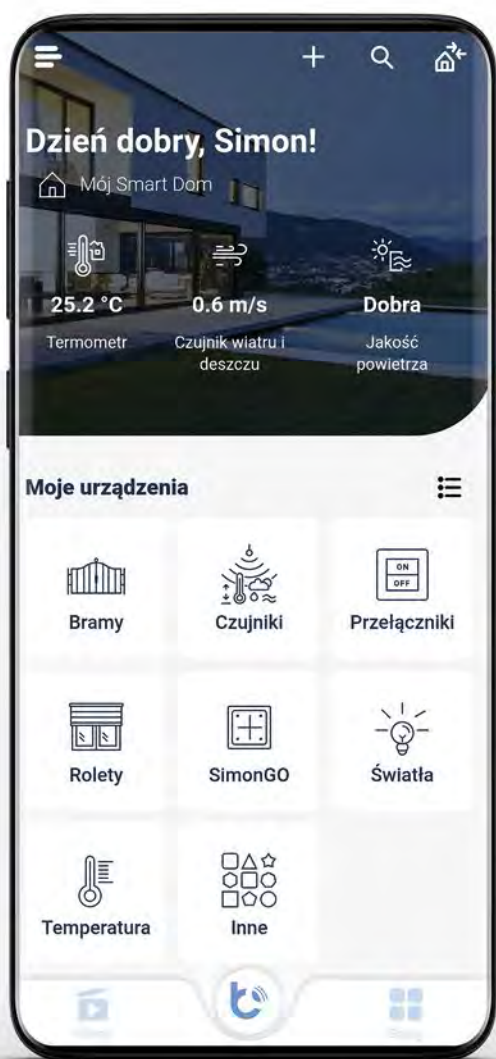 Dzień dobry, Simon!
Mój Smart Dom
25.2 °C
0.6 m/s
Dobra
Termometr
Czujnik wiatru i
deszczu
Jakość
powietrza
Moje urządzenia
Bramy
Czujniki
ON
OFF
Przełączniki
Rolety
SimonGO
Światła
Temperatura
Inne